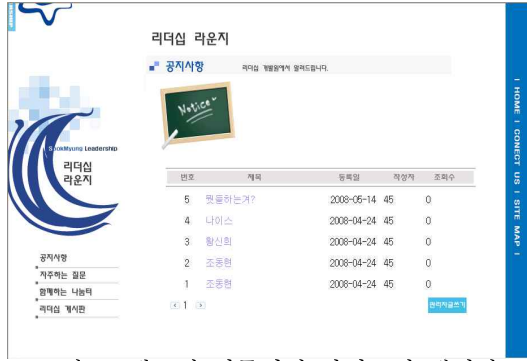 리더십 라운지
공지사항 리더십 개발원에서 알려드립니다.
Notice
SookMyung Leadership
리더십
라운지
번호 제목 등록일 작성자 조회수
5 뭣들하는겨? 2008-05-14 45 0
4 나이스 2008-04-24 45 0
3 황신희 2008-04-24 45 0
2 조동현 2008-04-24 45 0
1 조동현 2008-04-24 45 0
1
관리자글쓰기
공지사항
자주하는 질문
함께하는 나눔터
리더십 게시판
I HOME I CONECT US I SITE MAP I